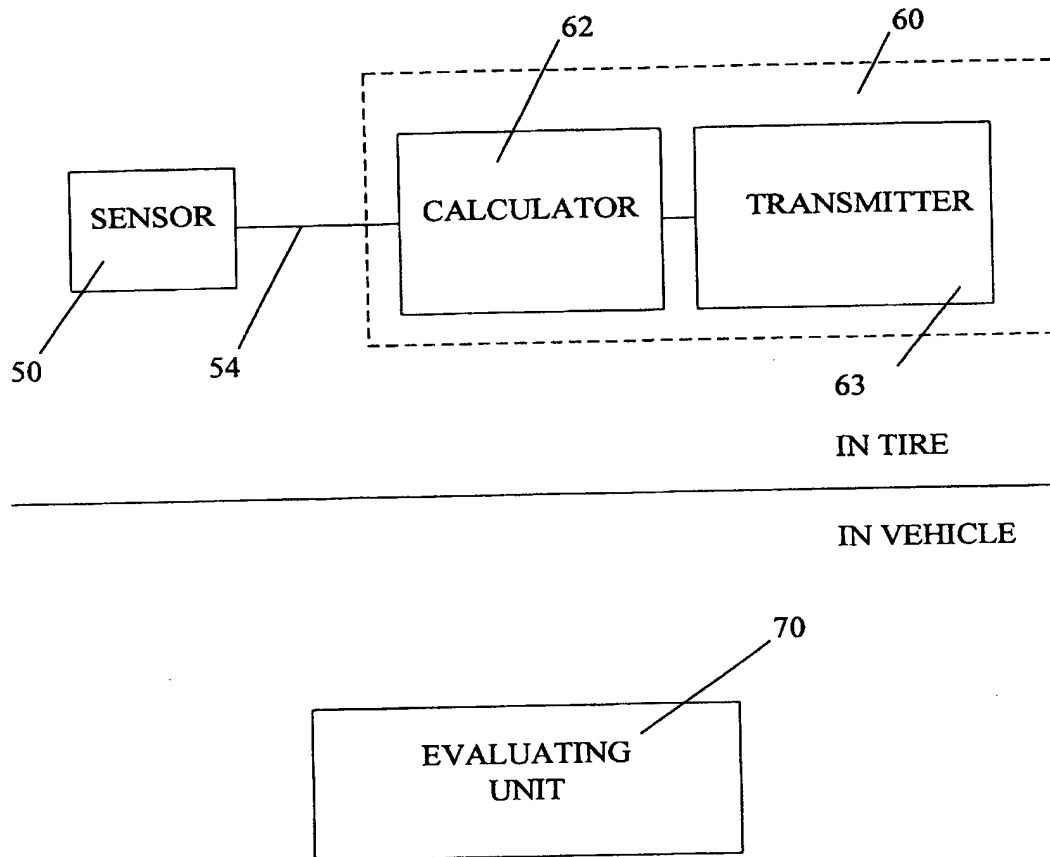 62
60
SENSOR
CALCULATOR
TRANSMITTER
50
54
63
IN TIRE
IN VEHICLE
70
EVALUATING
UNIT